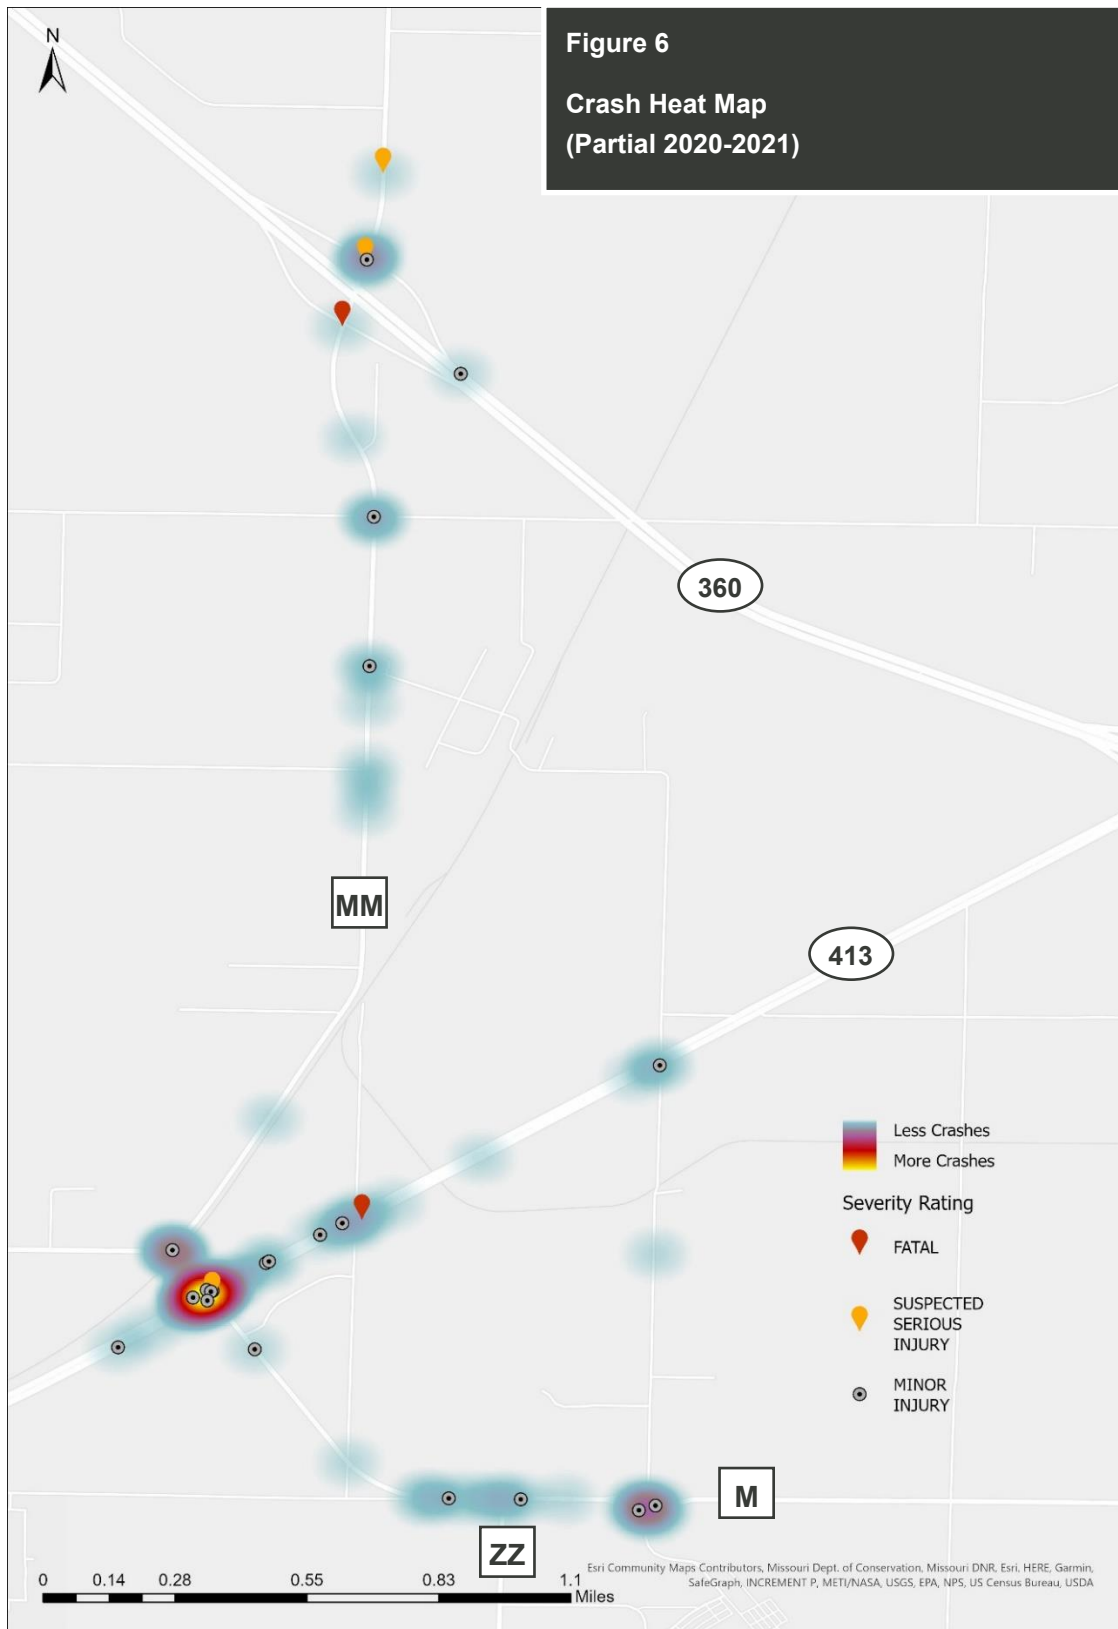 N
Figure 6
Crash Heat Map
(Partial 2020-2021)
360
MM
413
Less Crashes
More Crashes
Severity Rating
FATAL
SUSPECTED
SERIOUS
INJURY
MINOR
INJURY
M
ZZ
Esri Community Maps Contributors, Missouri Dept. of Conservation, Missouri DNR, Esri, HERE, Garmin,
SafeGraph, INCREMENT P, METI/NASA, USGS, EPA, NPS, US Census Bureau, USDA
0 0.14 0.28 0.55 0.83 1.1
Miles